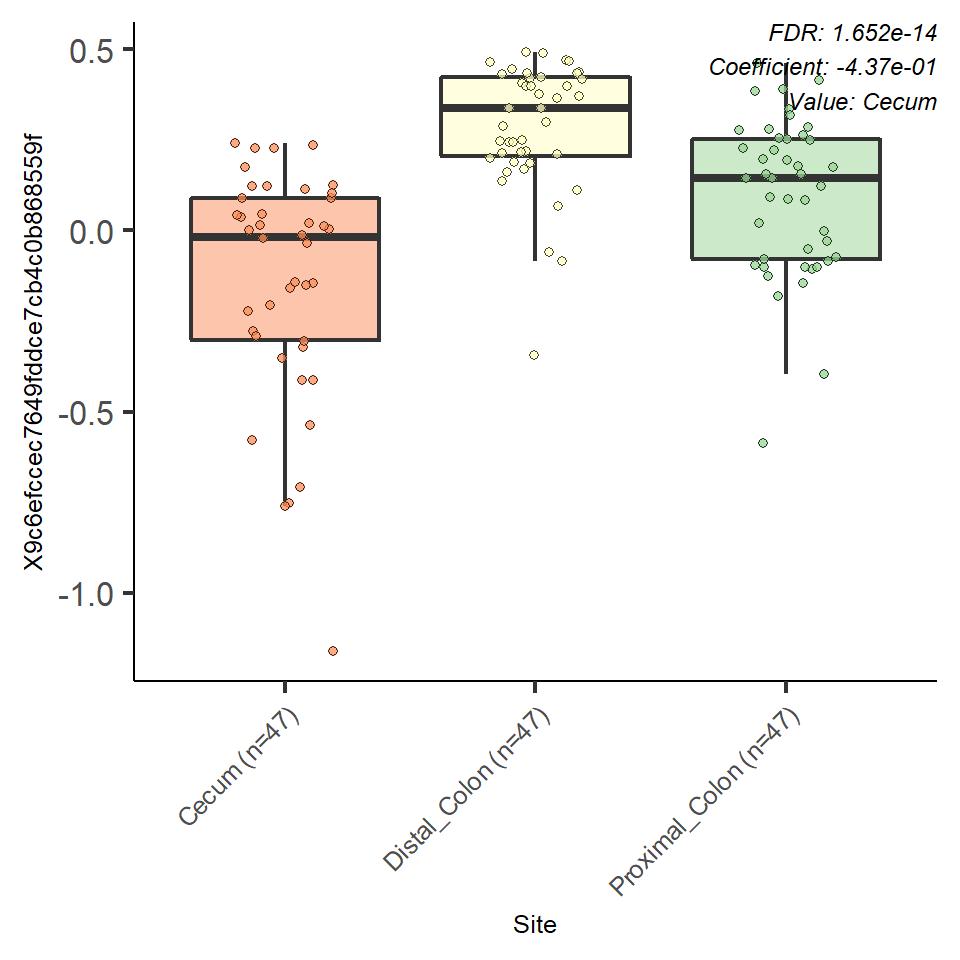 FDR: 1.652e-14
Coefficient: -4.37e-01
Value: Cecum
0.5
0.0
-0.5
-1.0
X9c6efccec7649fddce7cb4c0b868559f
Cecum (n=47)
Distal_Colon (n=47)
Proximal_Colon (n=47)
Site